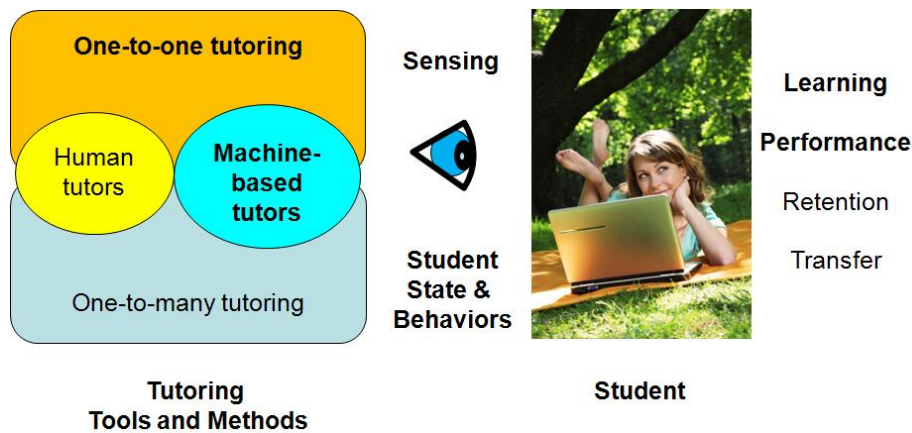 One-to-one tutoring
Human
tutors
Machine-
based
tutors
One-to-many tutoring
Tutoring
Tools and Methods
Sensing
Student
State &
Behaviors
Student
Learning
Performance
Retention
Transfer